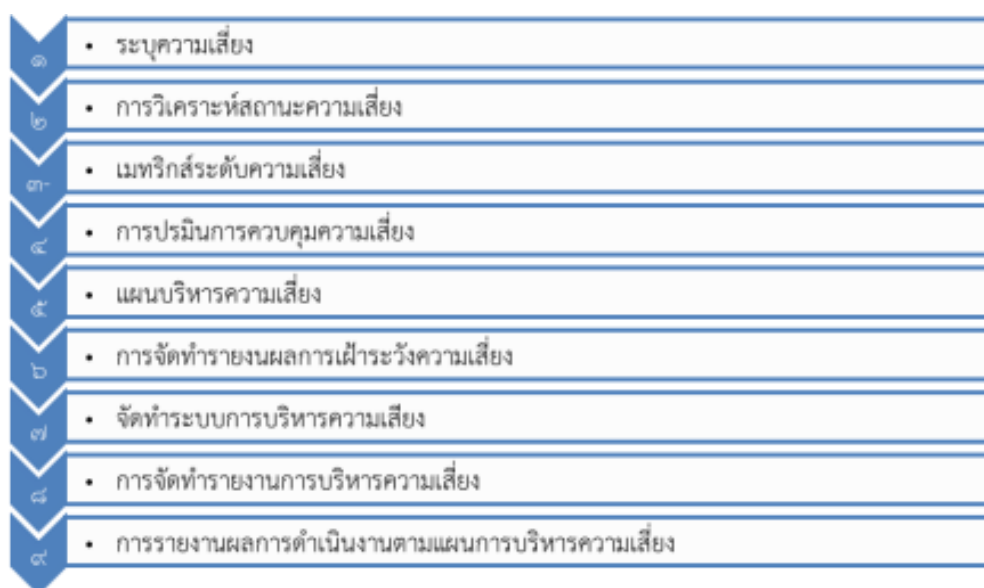 ๑ • ระบุความเสี่ยง
๒ • การวิเคราะห์สถานะความเสี่ยง
๓- • เมทริกส์ระดับความเสี่ยง
๔ • การปรมินการควบคุมความเสี่ยง
๕ • แผนบริหารความเสี่ยง
๖ • การจัดทำรายงนผลการเฝ้าระวังความเสี่ยง
๗ • จัดทำระบบการบริหารความเสียง
๘ • การจัดทำรายงานการบริหารความเสี่ยง
๙ • การรายงานผลการดำเนินงานตามแผนการบริหารความเสี่ยง